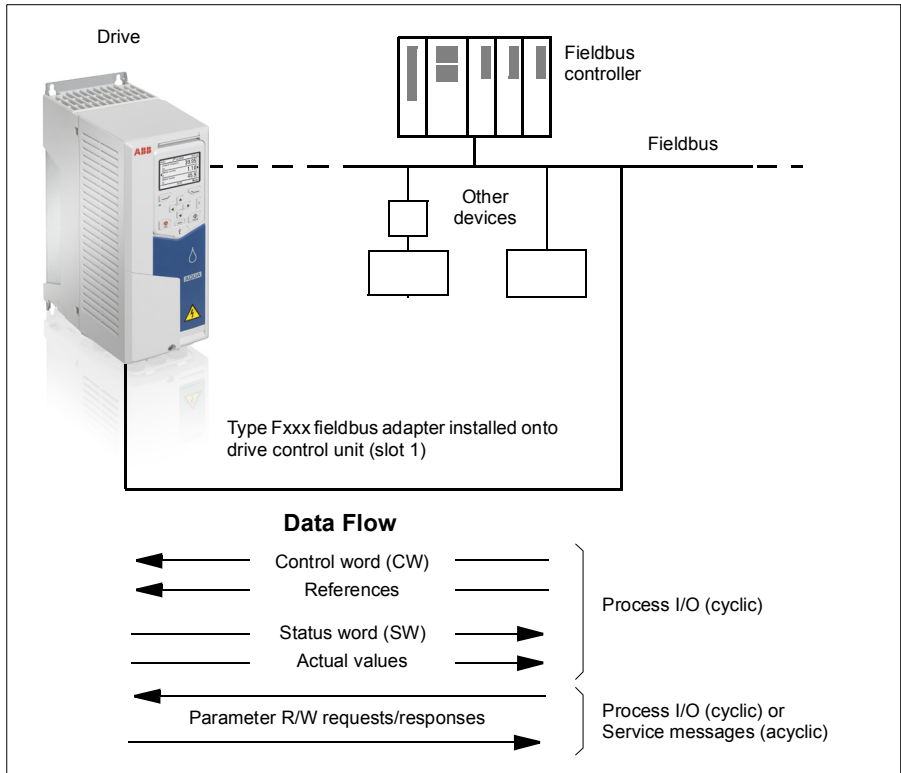 Drive
Fieldbus
controller
ABB
Fieldbus
Other
devices
AQUA
Type Fxxx fieldbus adapter installed onto
drive control unit (slot 1)
Data Flow
Control word (CW)
References
Process I/O (cyclic)
Status word (SW)
Actual values
Parameter R/W requests/responses
Process I/O (cyclic) or
Service messages (acyclic)